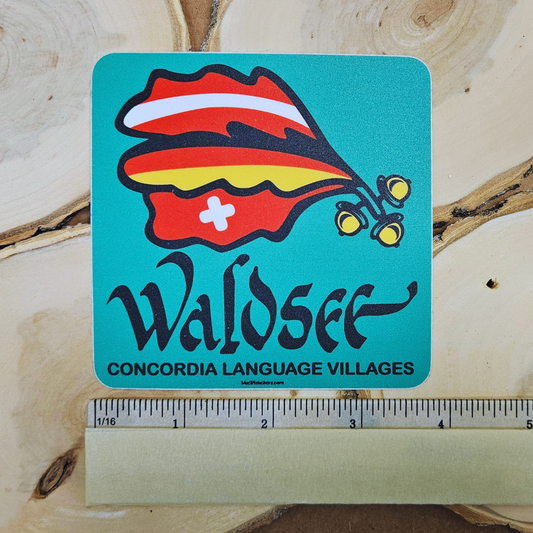 Waldsee
CONCORDIA LANGUAGE VILLAGES
1/16 1 2 3 4 5